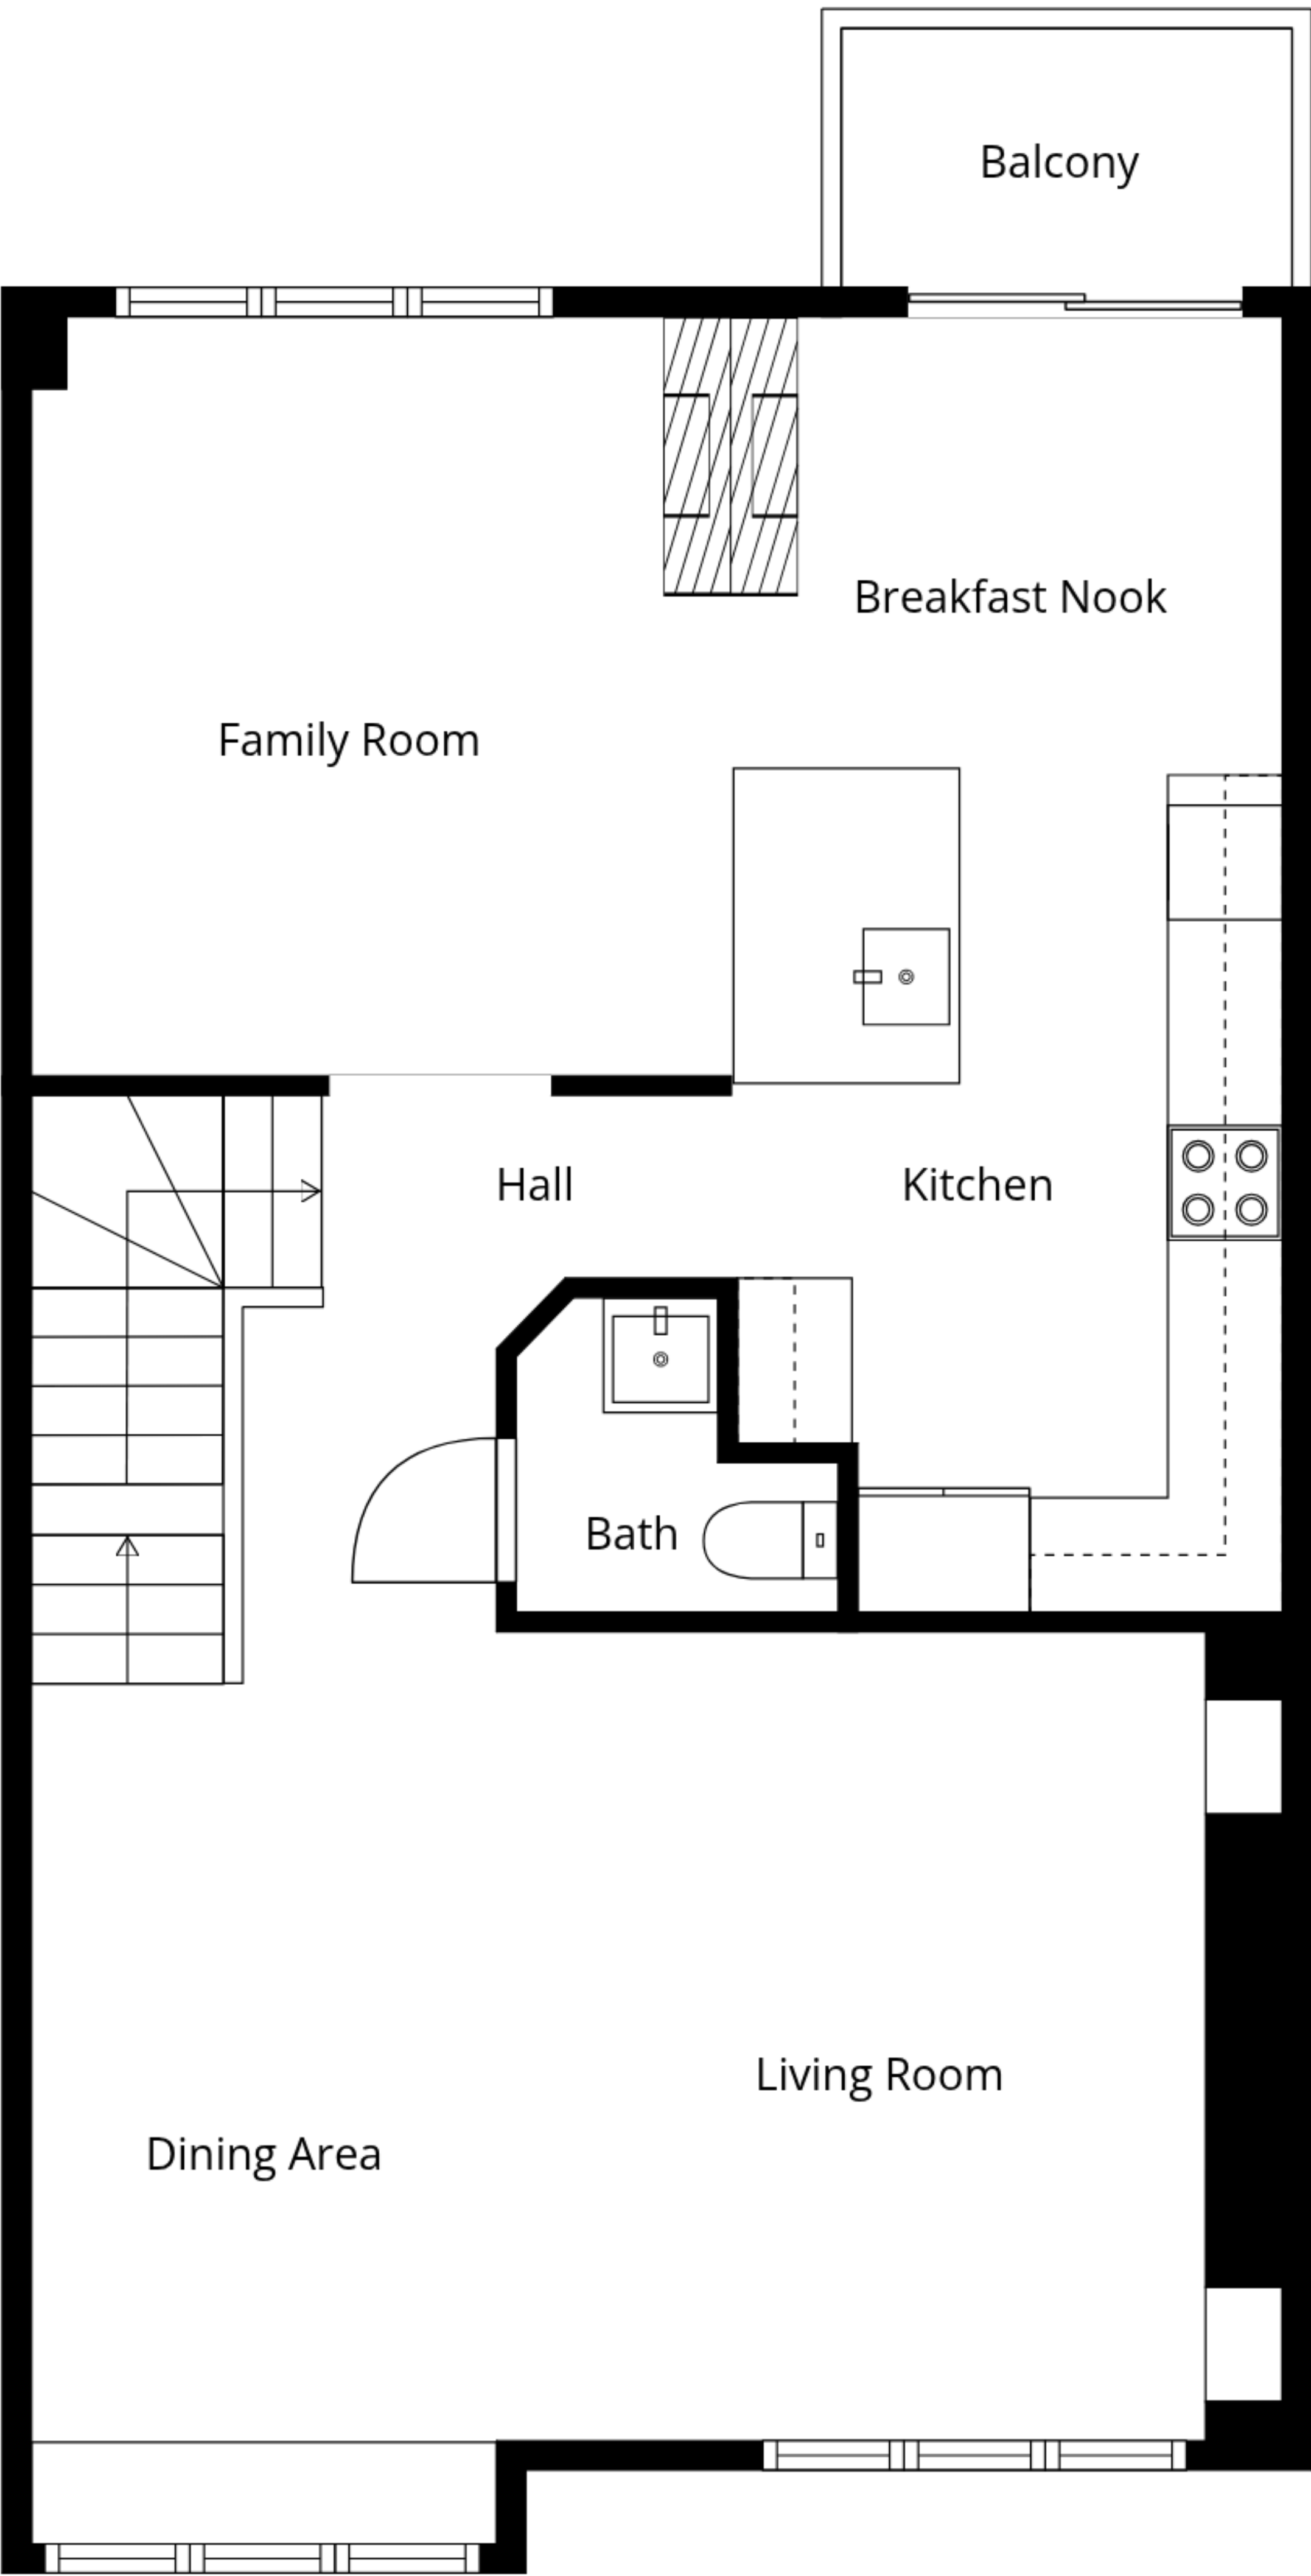 Balcony
Breakfast Nook
Family Room
Hall
Kitchen
Bath
Living Room
Dining Area